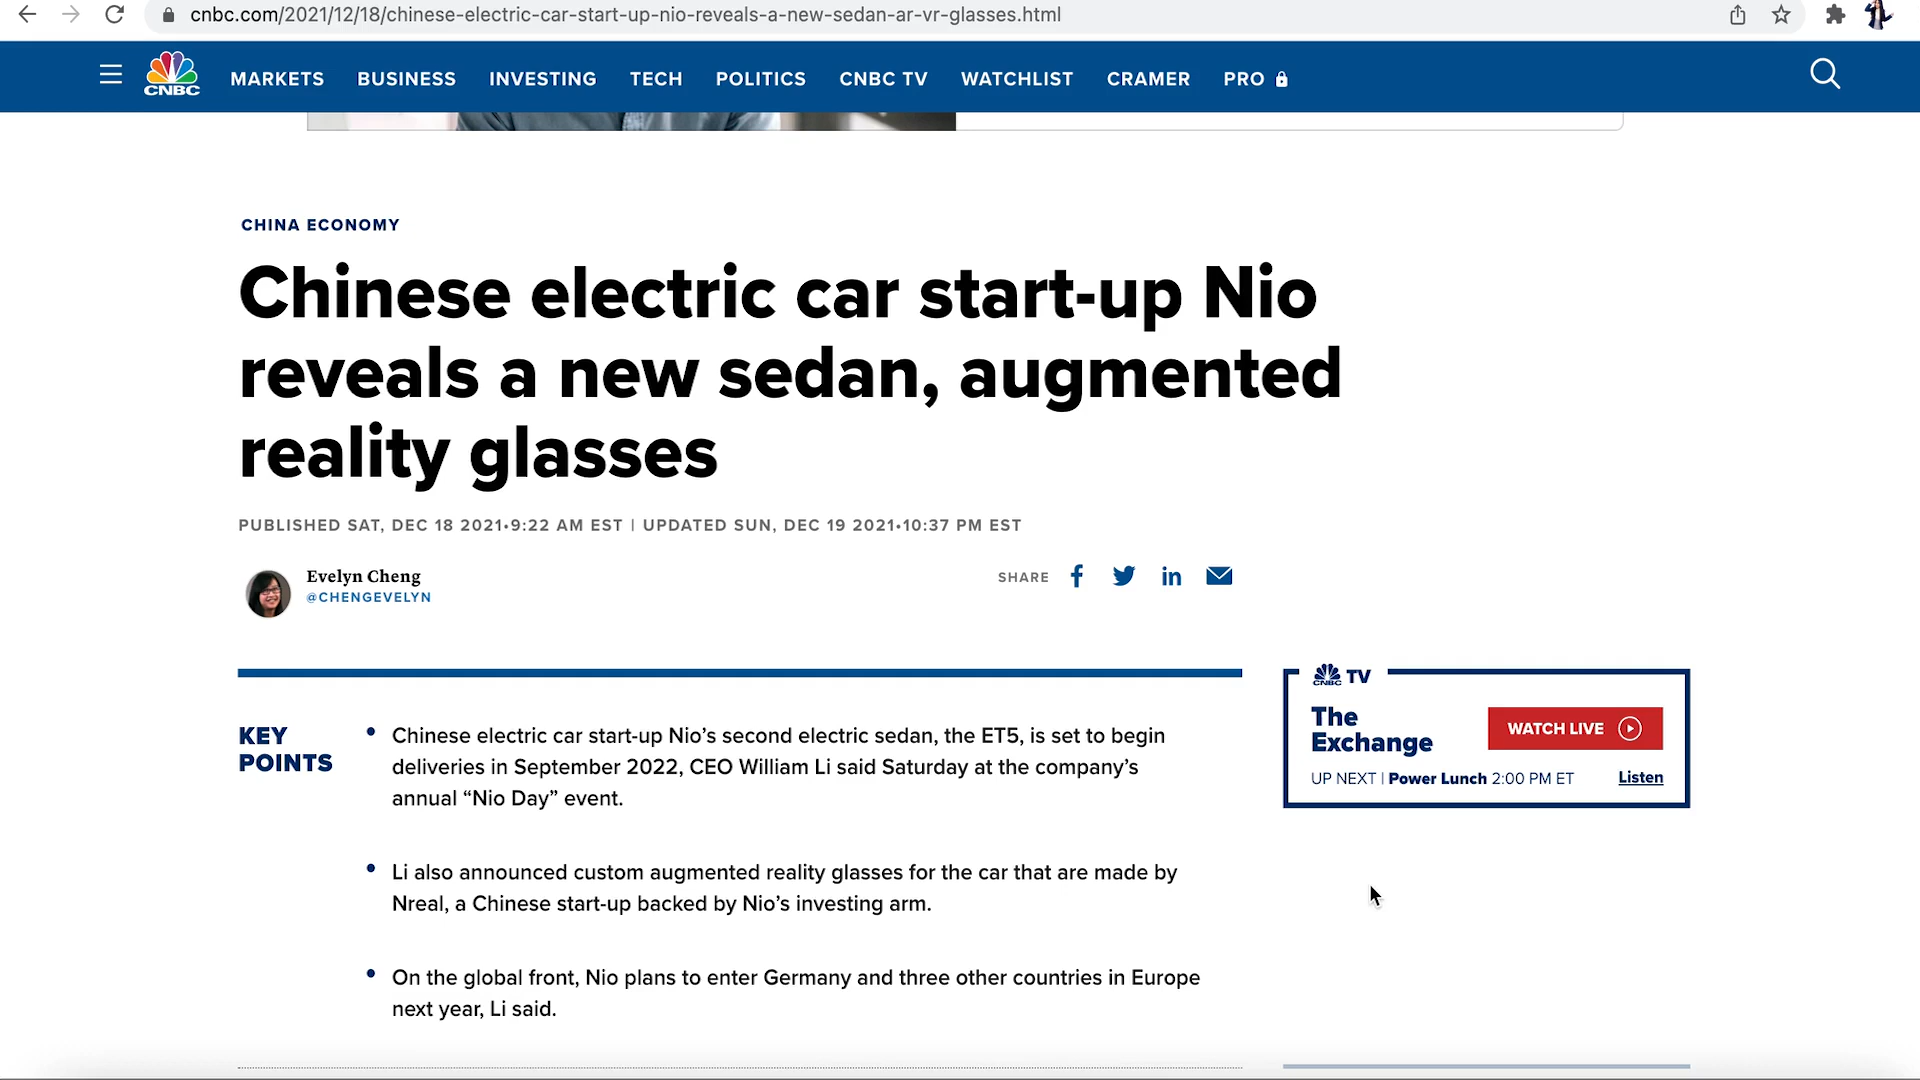 cnbc.com/2021/12/18/chinese-electric-car-start-up-nio-reveals-a-new-sedan-ar-vr-glasses.html
CNBC MARKETS BUSINESS INVESTING TECH POLITICS CNBC TV WATCHLIST CRAMER PRO
CHINA ECONOMY
Chinese electric car start-up Nio
reveals a new sedan, augmented
reality glasses
PUBLISHED SAT, DEC 18 2021•9:22 AM EST | UPDATED SUN, DEC 19 2021•10:37 PM EST
Evelyn Cheng
@CHENGEVELYN
SHARE
KEY
POINTS
Chinese electric car start-up Nio’s second electric sedan, the ET5, is set to begin
deliveries in September 2022, CEO William Li said Saturday at the company’s
annual “Nio Day” event.
Li also announced custom augmented reality glasses for the car that are made by
Nreal, a Chinese start-up backed by Nio’s investing arm.
On the global front, Nio plans to enter Germany and three other countries in Europe
next year, Li said.
CNBC TV
The
Exchange
WATCH LIVE
UP NEXT | Power Lunch 2:00 PM ET
Listen